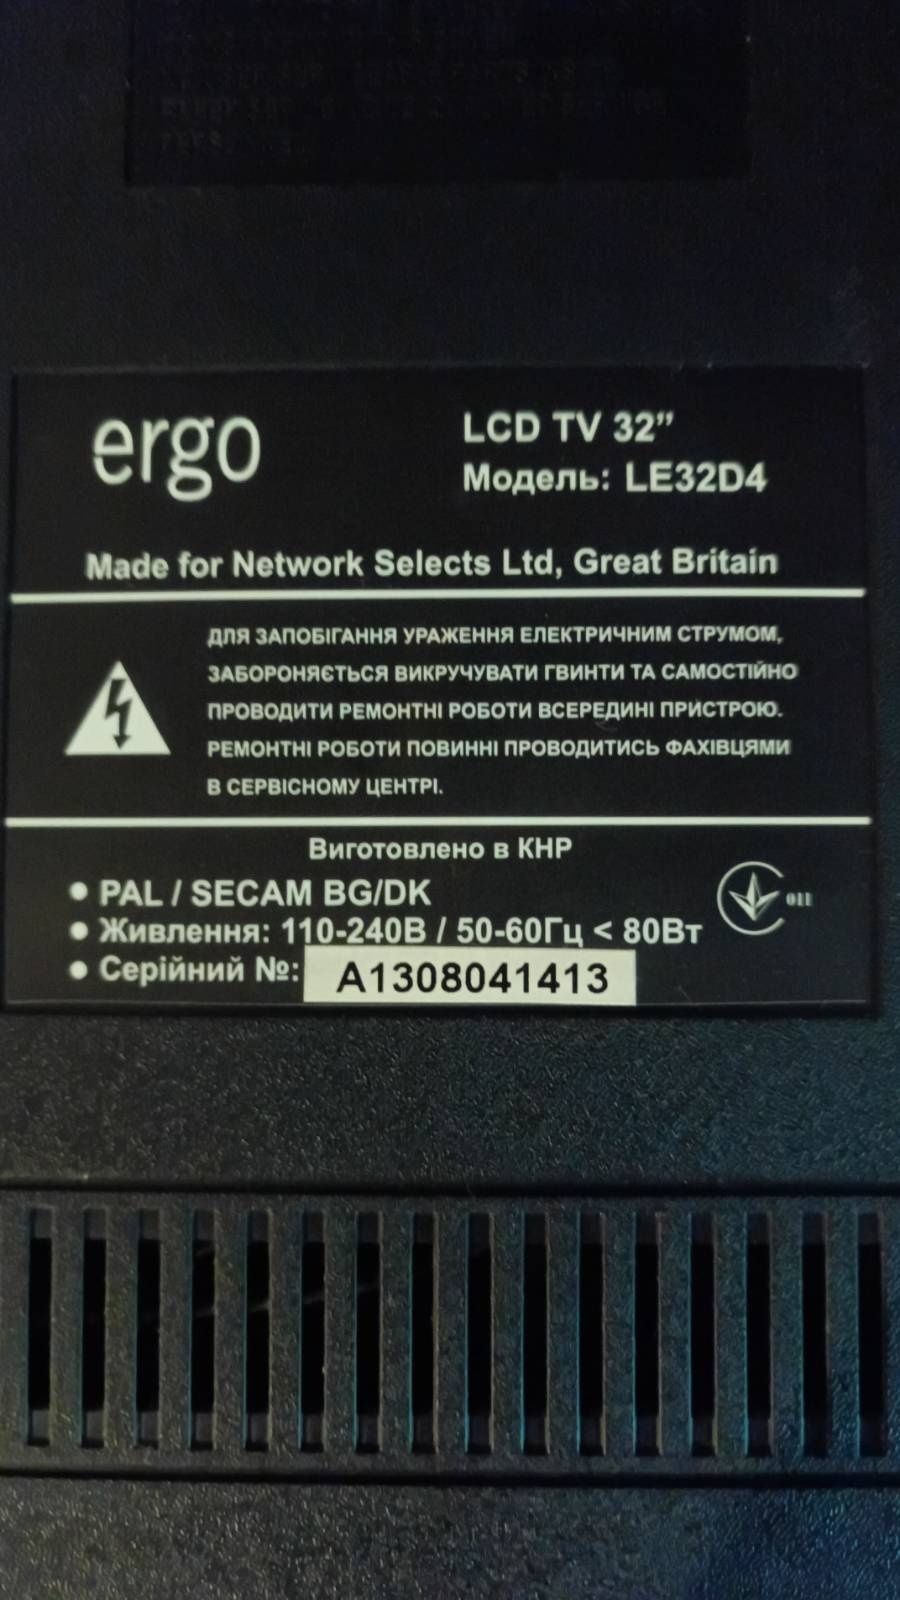 ergo
LCD TV 32”
Модель: LE32D4
Made for Network Selects Ltd, Great Britain
ДЛЯ ЗАПОБІГАННЯ УРАЖЕННЯ ЕЛЕКТРИЧНИМ СТРУМОМ,
ЗАБОРОНЯЄТЬСЯ ВИКРУЧУВАТИ ГВИНТИ ТА САМОСТІЙНО
ПРОВОДИТИ РЕМОНТНІ РОБОТИ ВСЕРЕДИНІ ПРИСТРОЮ.
РЕМОНТНІ РОБОТИ ПОВИННІ ПРОВОДИТИСЬ ФАХІВЦЯМИ
В СЕРВІСНОМУ ЦЕНТРІ.
Виготовлено в КНР
• PAL / SECAM BG/DK
• Живлення: 110-240В / 50-60Гц < 80Вт
011
• Серійний №: A1308041413